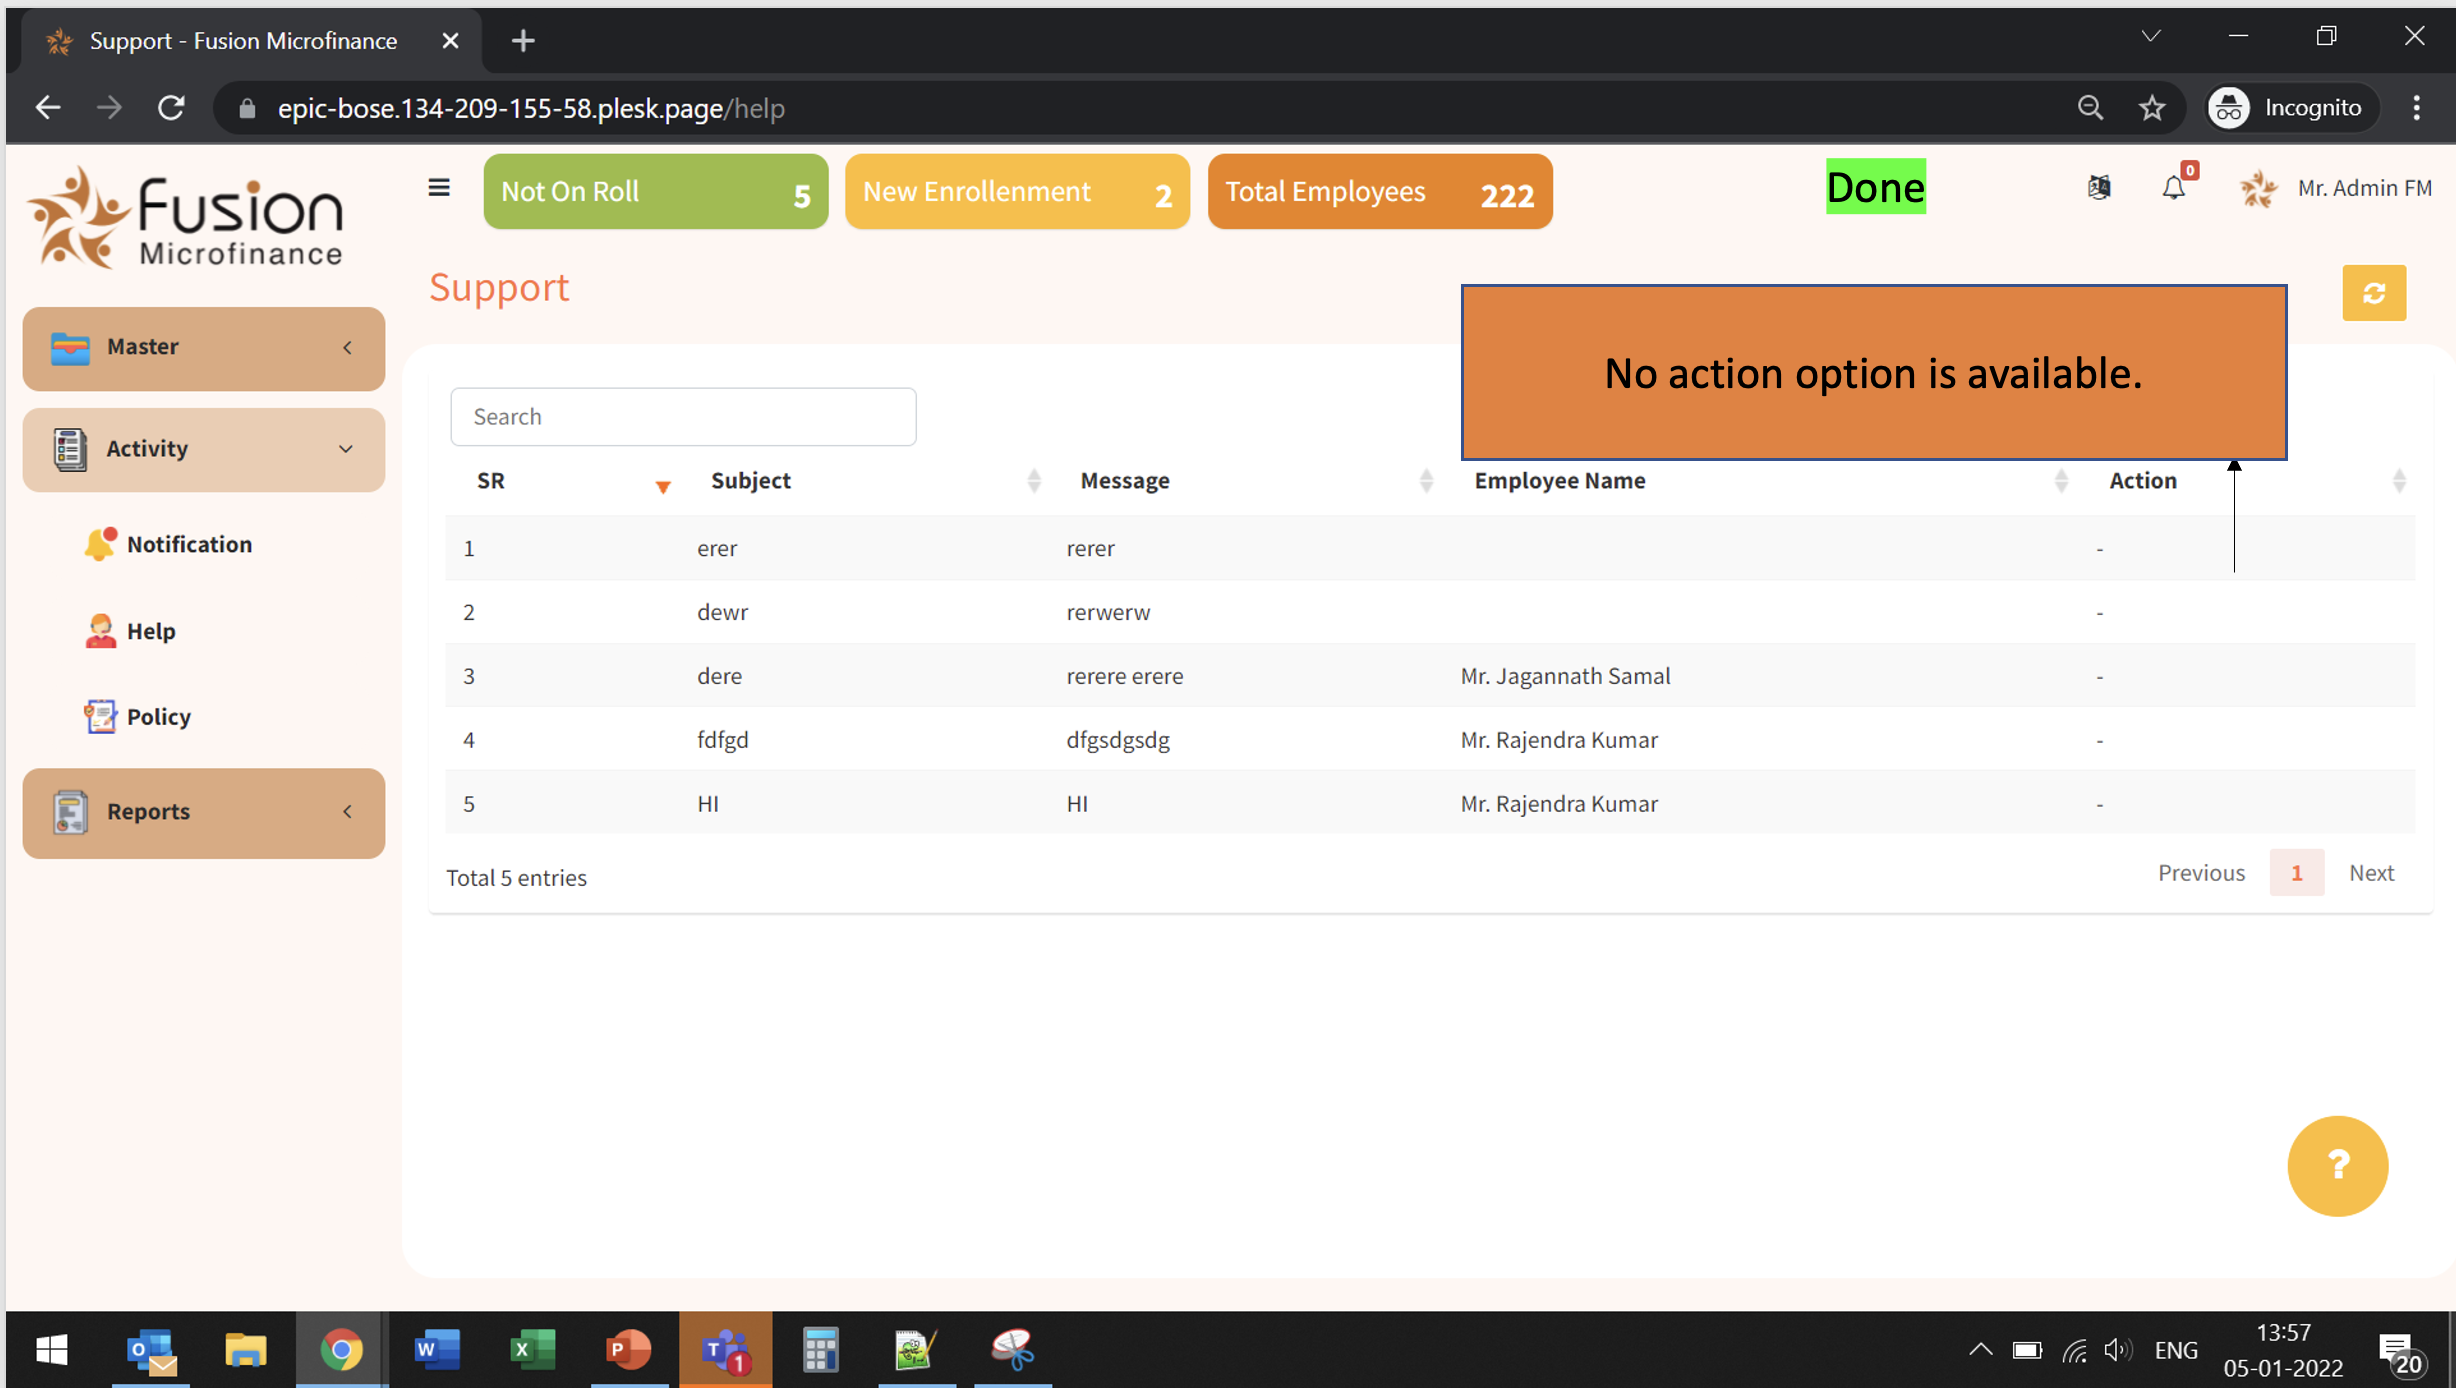 Support - Fusion Microfinance
epic-bose.134-209-155-58.plesk.page/help
Incognito
Fusion
Microfinance
Not On Roll 5
New Enrollenment 2
Total Employees 222
Done
0
Mr. Admin FM
Support
No action option is available.
Master
Activity
Notification
Help
Policy
Reports
Search
SR Subject Message Employee Name Action
1 erer rerer -
2 dewr rerwerw -
3 dere rerere erere Mr. Jagannath Samal -
4 fdfgd dfgsdgsdg Mr. Rajendra Kumar -
5 HI HI Mr. Rajendra Kumar -
Total 5 entries
Previous 1 Next
?
ENG
13:57
05-01-2022
20
O
W
X
P
T
1